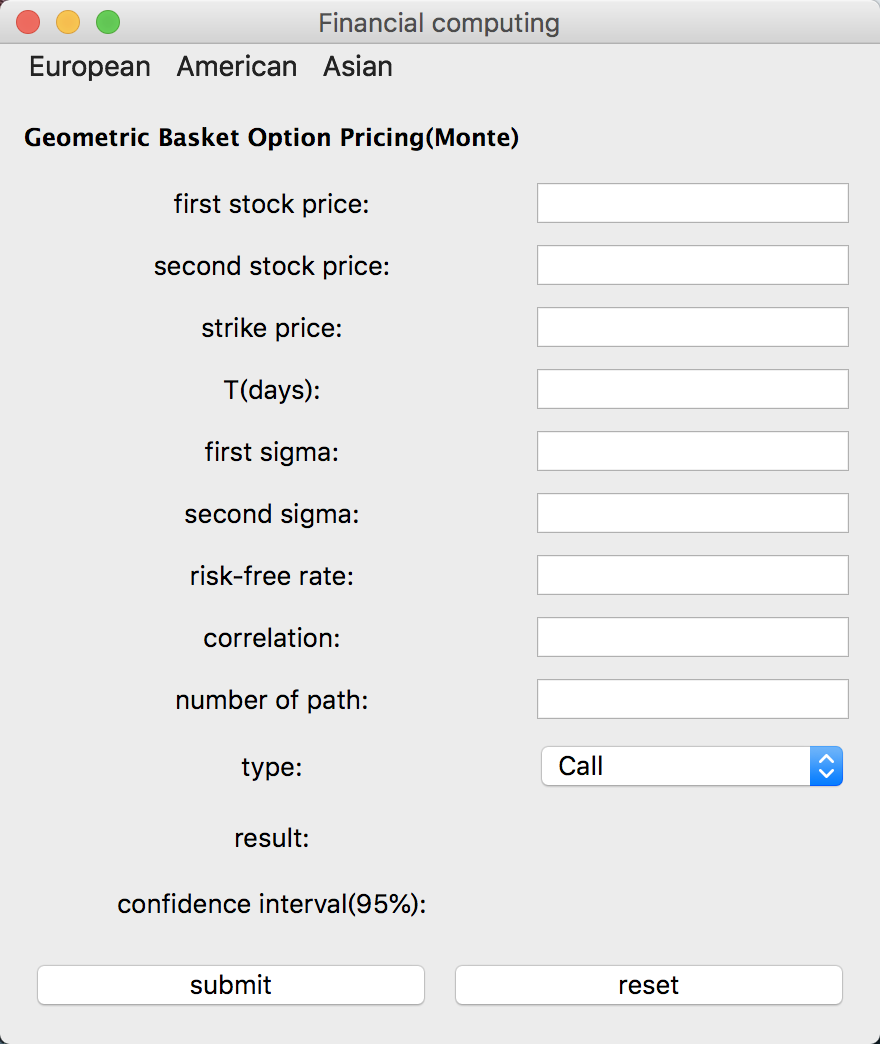 Financial computing
European American Asian
Geometric Basket Option Pricing(Monte)
first stock price:
second stock price:
strike price:
T(days):
first sigma:
second sigma:
risk-free rate:
correlation:
number of path:
type: Call
result:
confidence interval(95%):
submit reset